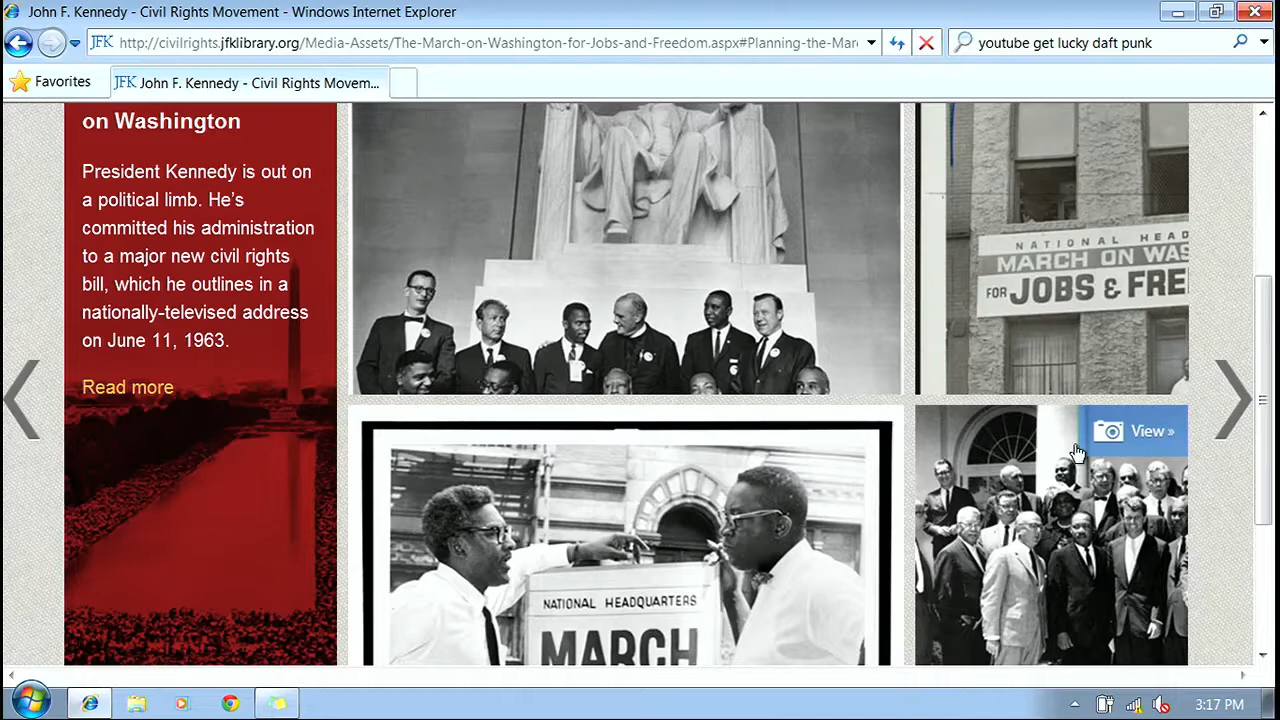 John F. Kennedy - Civil Rights Movement - Windows Internet Explorer
JFK http://civilrights.jfklibrary.org/Media-Assets/The-March-on-Washington-for-Jobs-and-Freedom.aspx#Planning-the-Mar
youtube get lucky daft punk
Favorites
JFK John F. Kennedy - Civil Rights Movem...
on Washington
President Kennedy is out on
a political limb. He's
committed his administration
to a major new civil rights
bill, which he outlines in a
nationally-televised address
on June 11, 1963.
Read more
NATIONAL HEAD
MARCH ON WAS
FOR JOBS & FRE
View »
NATIONAL HEADQUARTERS
MARCH
3:17 PM